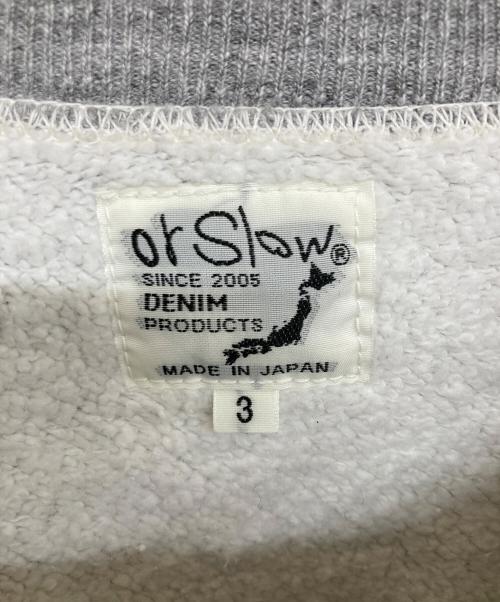 orSlow®
SINCE 2005
DENIM
PRODUCTS
MADE IN JAPAN
3